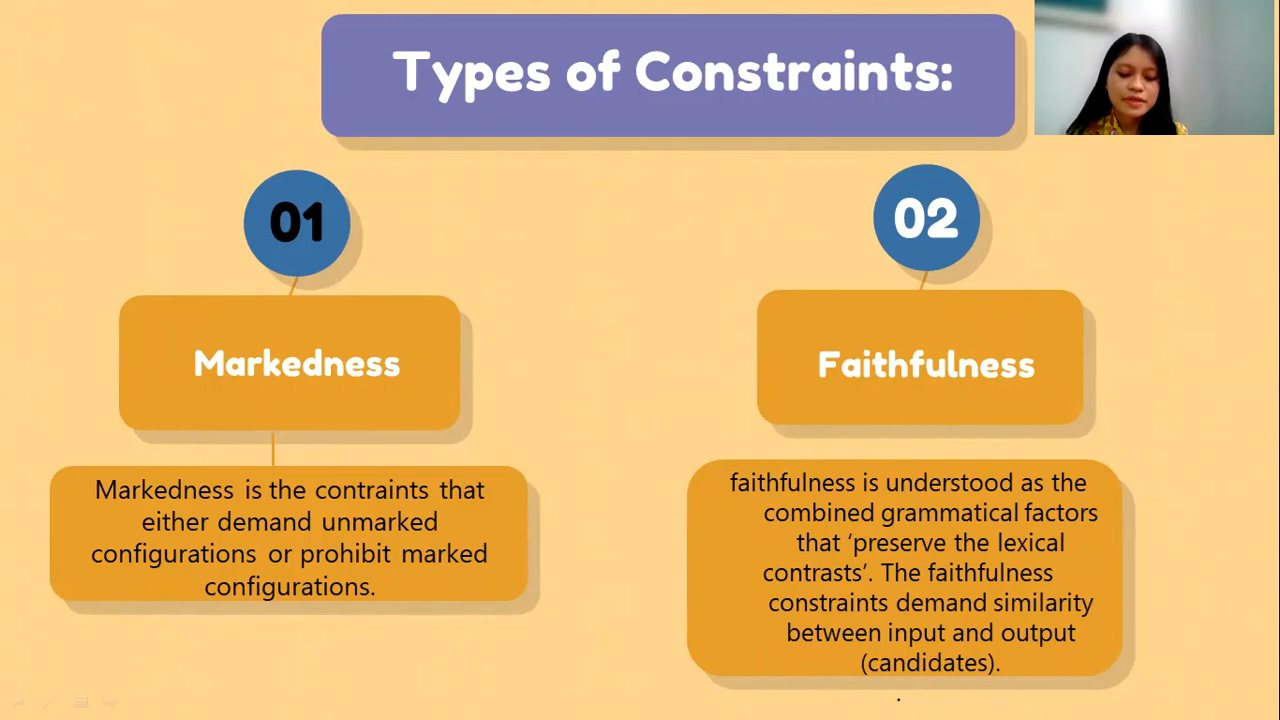 Types of Constraints:
01
Markedness
Markedness is the contraints that
either demand unmarked
configurations or prohibit marked
configurations.
02
Faithfulness
faithfulness is understood as the
combined grammatical factors
that ‘preserve the lexical
contrasts’. The faithfulness
constraints demand similarity
between input and output
(candidates).
.